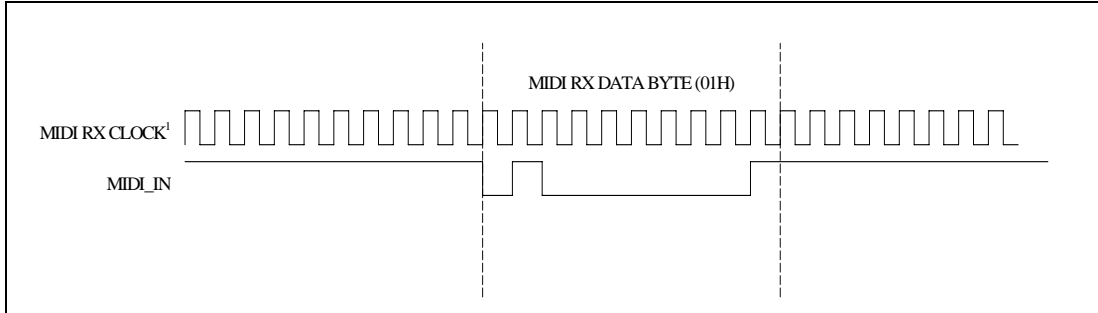 MIDI RX DATA BYTE (01H)
MIDI RX CLOCK¹
MIDI_IN